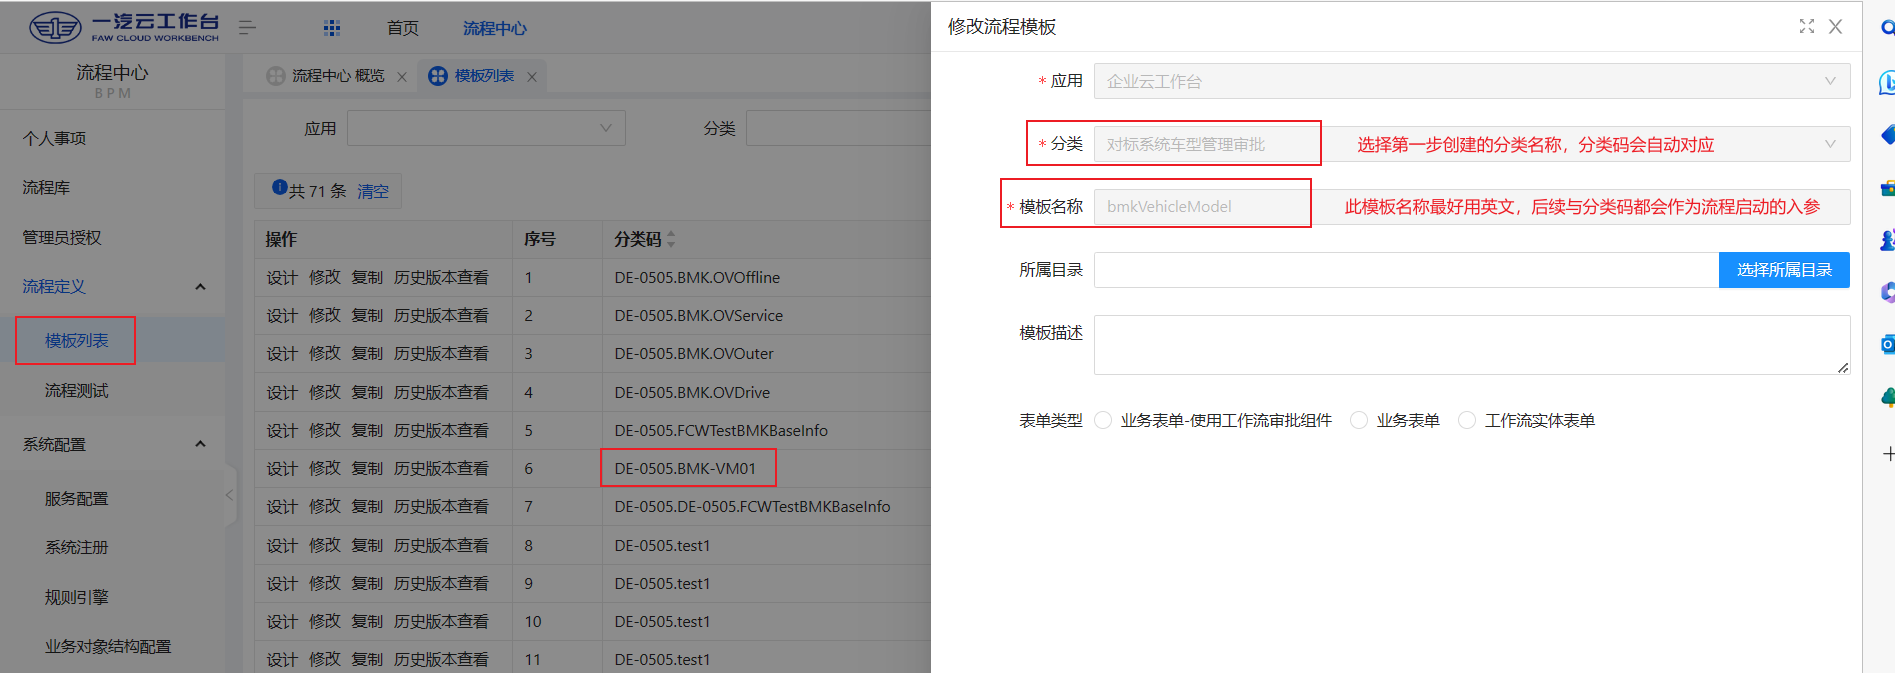 一汽云工作台
FAW CLOUD WORKBENCH
首页
流程中心
流程中心
BPM
个人事项
流程库
管理员授权
流程定义
模板列表
流程测试
系统配置
服务配置
系统注册
规则引擎
业务对象结构配置
流程中心 概览
模板列表
应用
分类
共 71 条 清空
操作 序号 分类码
设计 修改 复制 历史版本查看 1 DE-0505.BMK.OVOffline
设计 修改 复制 历史版本查看 2 DE-0505.BMK.OVService
设计 修改 复制 历史版本查看 3 DE-0505.BMK.OVOuter
设计 修改 复制 历史版本查看 4 DE-0505.BMK.OVDrive
设计 修改 复制 历史版本查看 5 DE-0505.FCWTestBMKBaseInfo
设计 修改 复制 历史版本查看 6 DE-0505.BMK-VM01
设计 修改 复制 历史版本查看 7 DE-0505.DE-0505.FCWTestBMKBaseInfo
设计 修改 复制 历史版本查看 8 DE-0505.test1
设计 修改 复制 历史版本查看 9 DE-0505.test1
设计 修改 复制 历史版本查看 10 DE-0505.test1
设计 修改 复制 历史版本查看 11 DE-0505.test1
修改流程模板
* 应用 企业云工作台
* 分类 对标系统车型管理审批 选择第一步创建的分类名称，分类码会自动对应
* 模板名称 bmkVehicleModel 此模板名称最好用英文，后续与分类码都会作为流程启动的入参
所属目录 选择所属目录
模板描述
表单类型 业务表单-使用工作流审批组件 业务表单 工作流实体表单